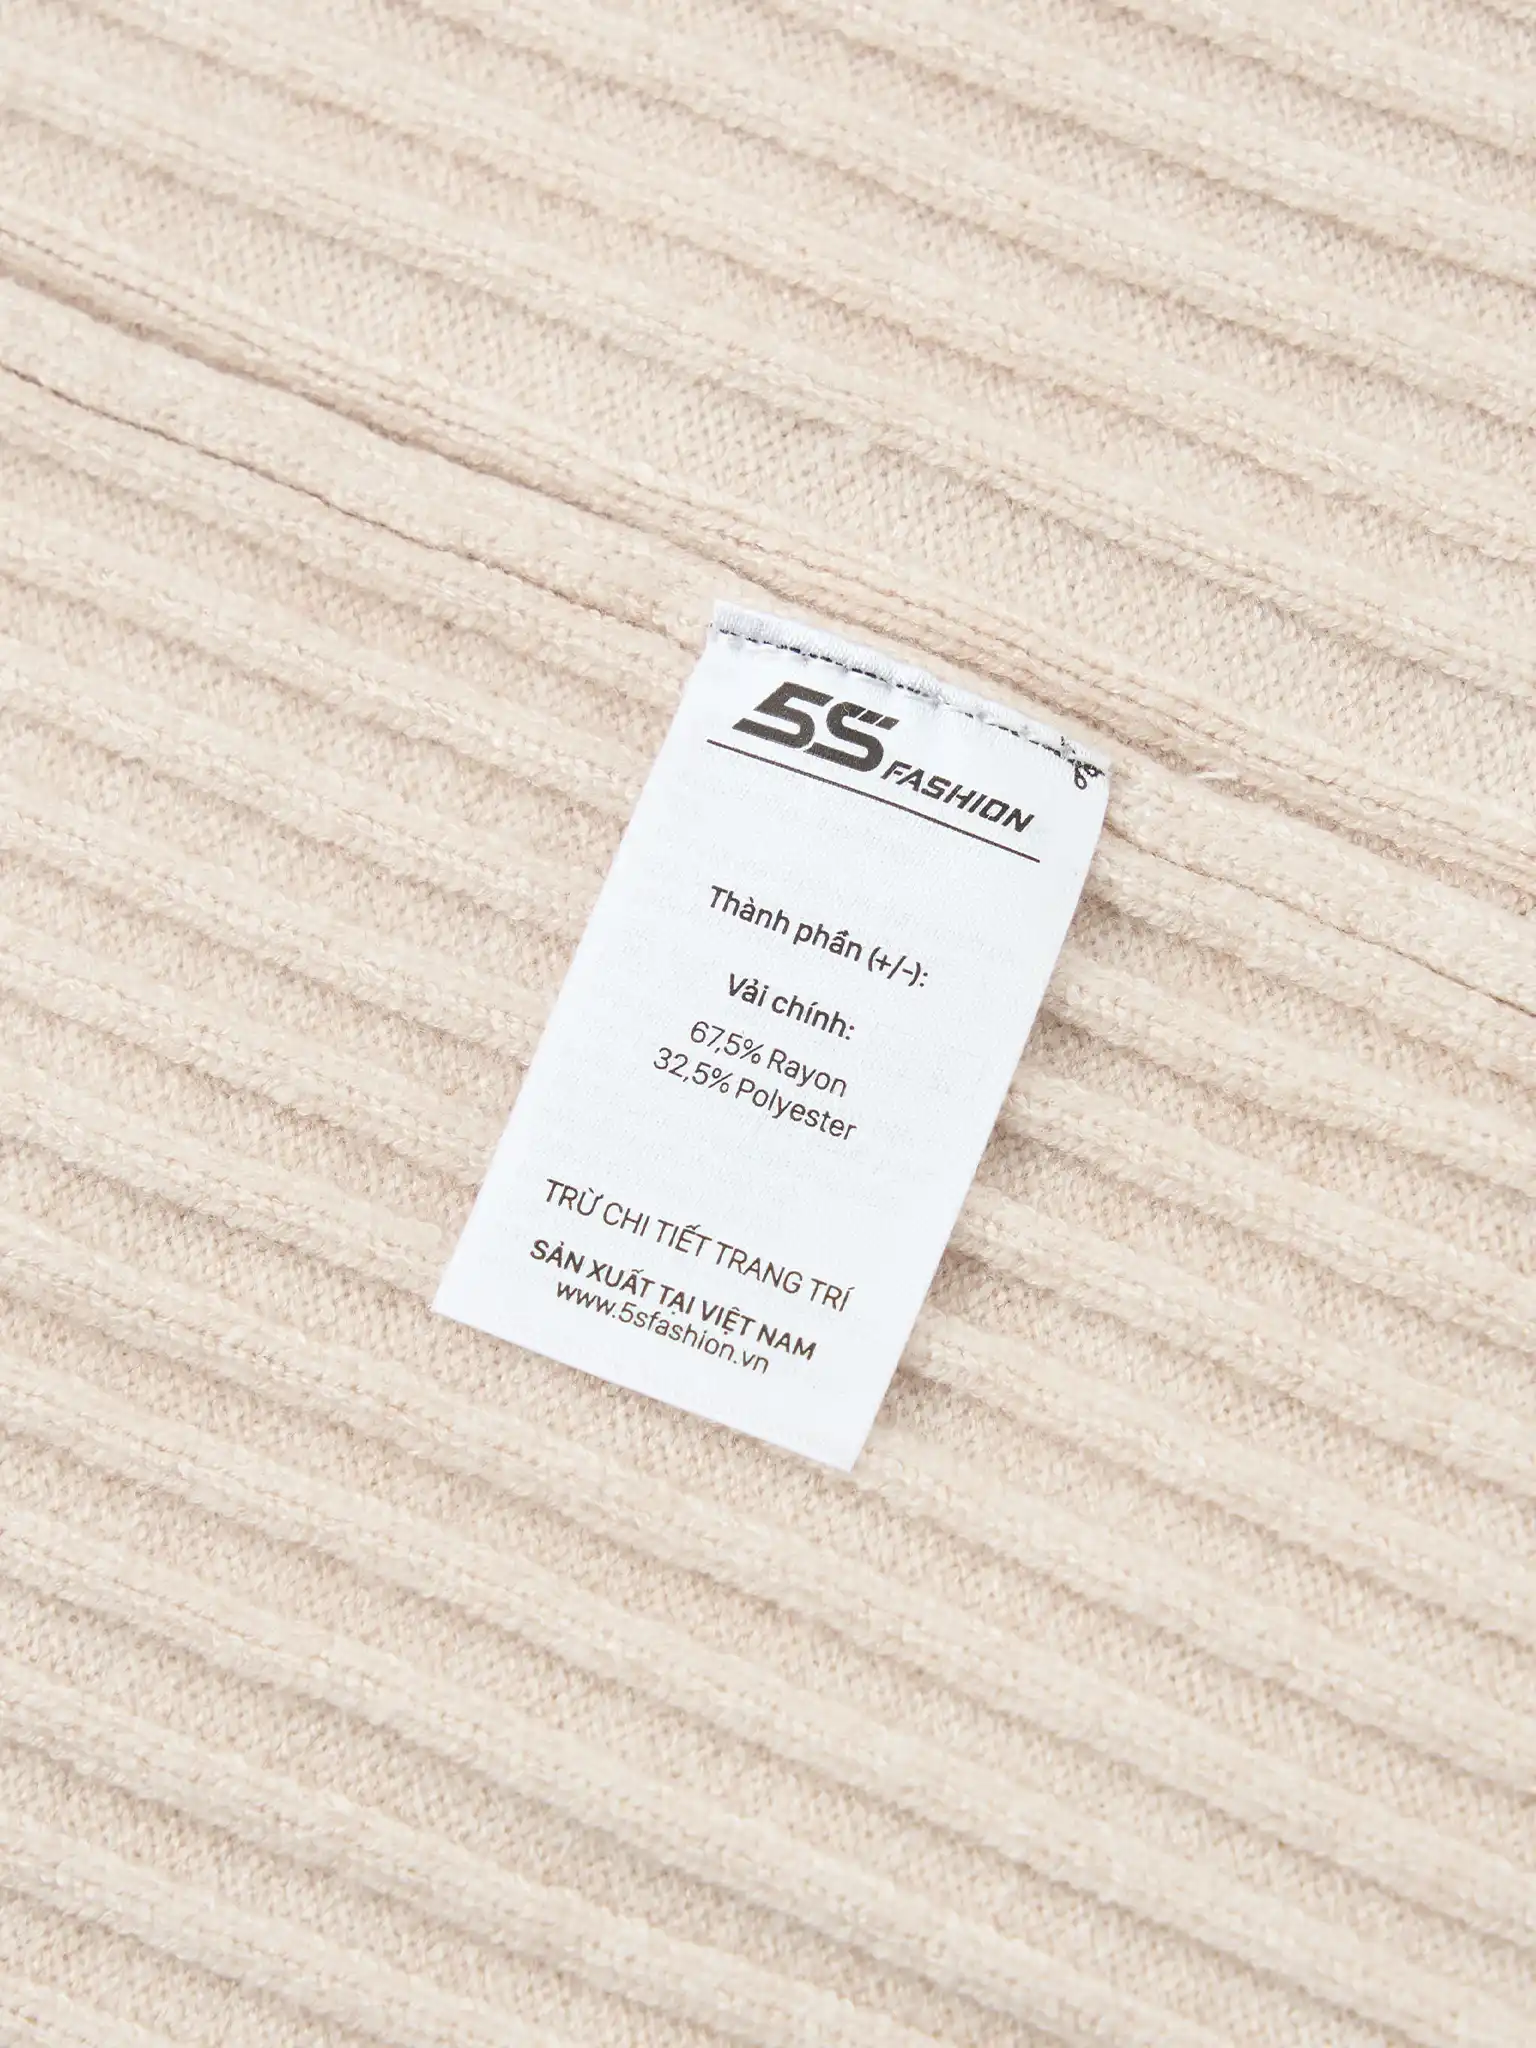 5S FASHION
Thành phần (+/-):
Vải chính:
67,5% Rayon
32,5% Polyester
TRỪ CHI TIẾT TRANG TRÍ
SẢN XUẤT TẠI VIỆT NAM
www.5sfashion.vn